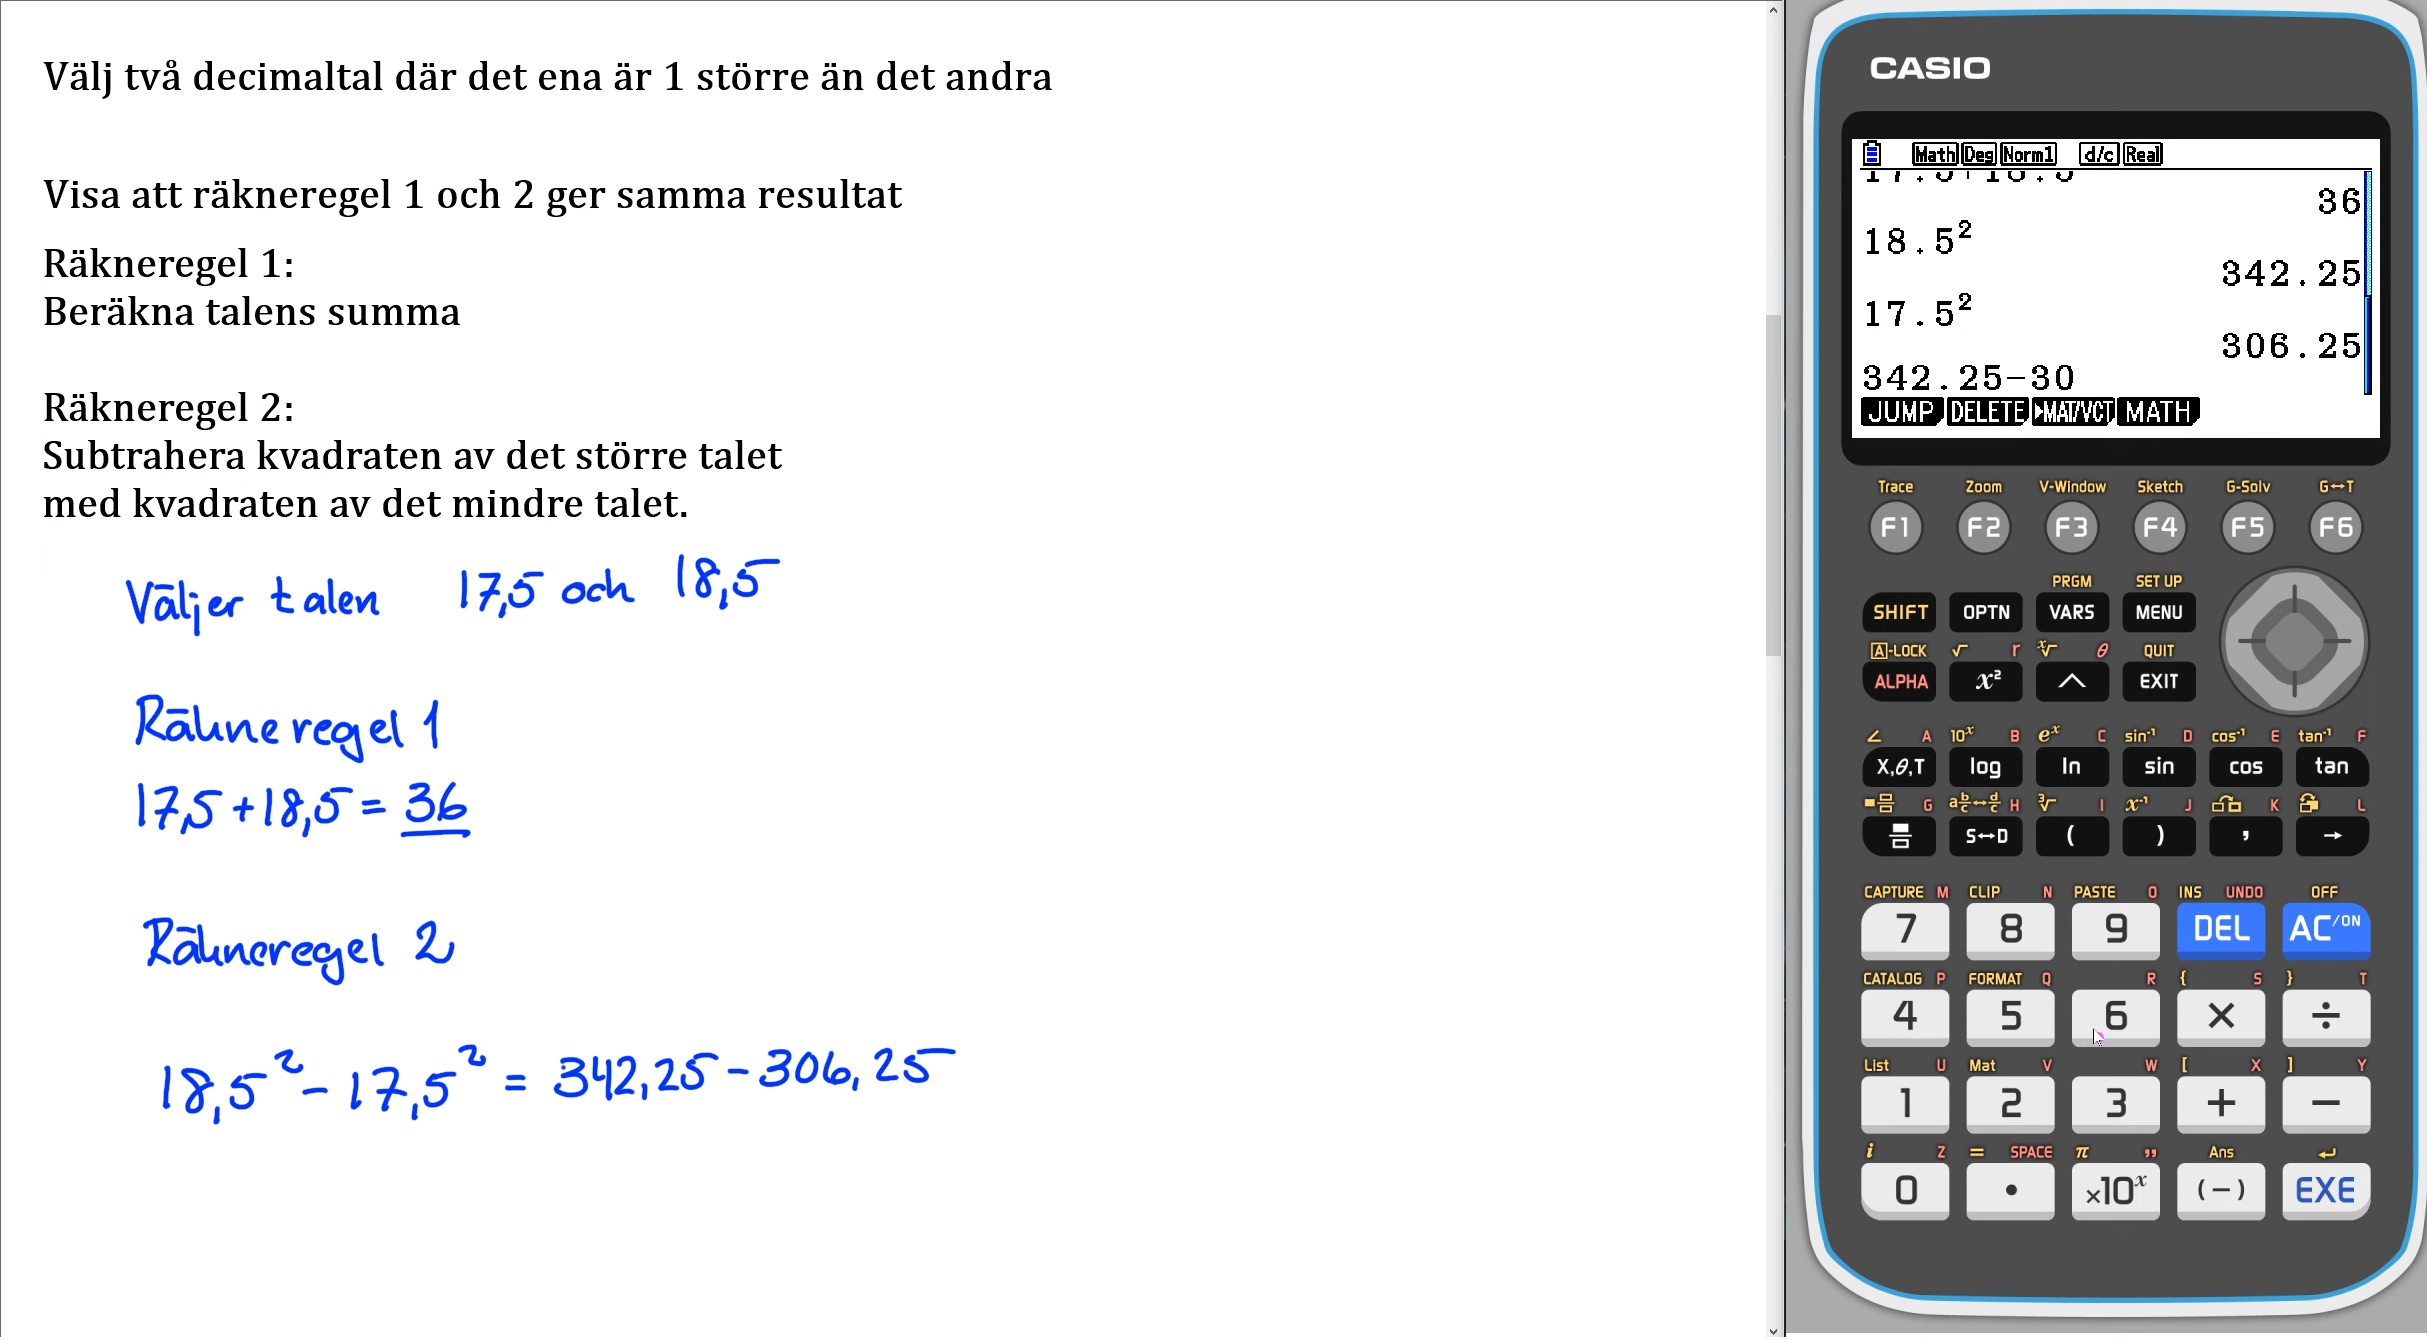 Välj två decimaltal där det ena är 1 större än det andra
Visa att räkneregel 1 och 2 ger samma resultat
Räkneregel 1:
Beräkna talens summa
Räkneregel 2:
Subtrahera kvadraten av det större talet
med kvadraten av det mindre talet.
Väljer talen 17,5 och 18,5
Räkneregel 1
17,5+18,5 = 36
Räkneregel 2
18,5² - 17,5² = 342,25 - 306,25
CASIO
Math Deg Norm1 d/c Real
17.5+18.5
36
18.5²
342.25
17.5²
306.25
342.25-30
JUMP DELETE ▶MAT/VCT MATH
Trace Zoom V-Window Sketch G-Solv G↔T
F1 F2 F3 F4 F5 F6
PRGM SET UP
SHIFT OPTN VARS MENU
A-LOCK √ r ˣ√ θ QUIT
ALPHA x² ^ EXIT
∠ A 10ˣ B eˣ C sin⁻¹ D cos⁻¹ E tan⁻¹ F
X,θ,T log ln sin cos tan
G a b/c↔d/c H ³√ I x⁻¹ J K L
S↔D ( ) , →
CAPTURE M CLIP N PASTE O INS UNDO OFF
7 8 9 DEL AC/ON
CATALOG P FORMAT Q R { S } T
4 5 6 × ÷
List U Mat V W [ X ] Y
1 2 3 + −
i Z = SPACE π " Ans ↵
0 • ×10ˣ (−) EXE